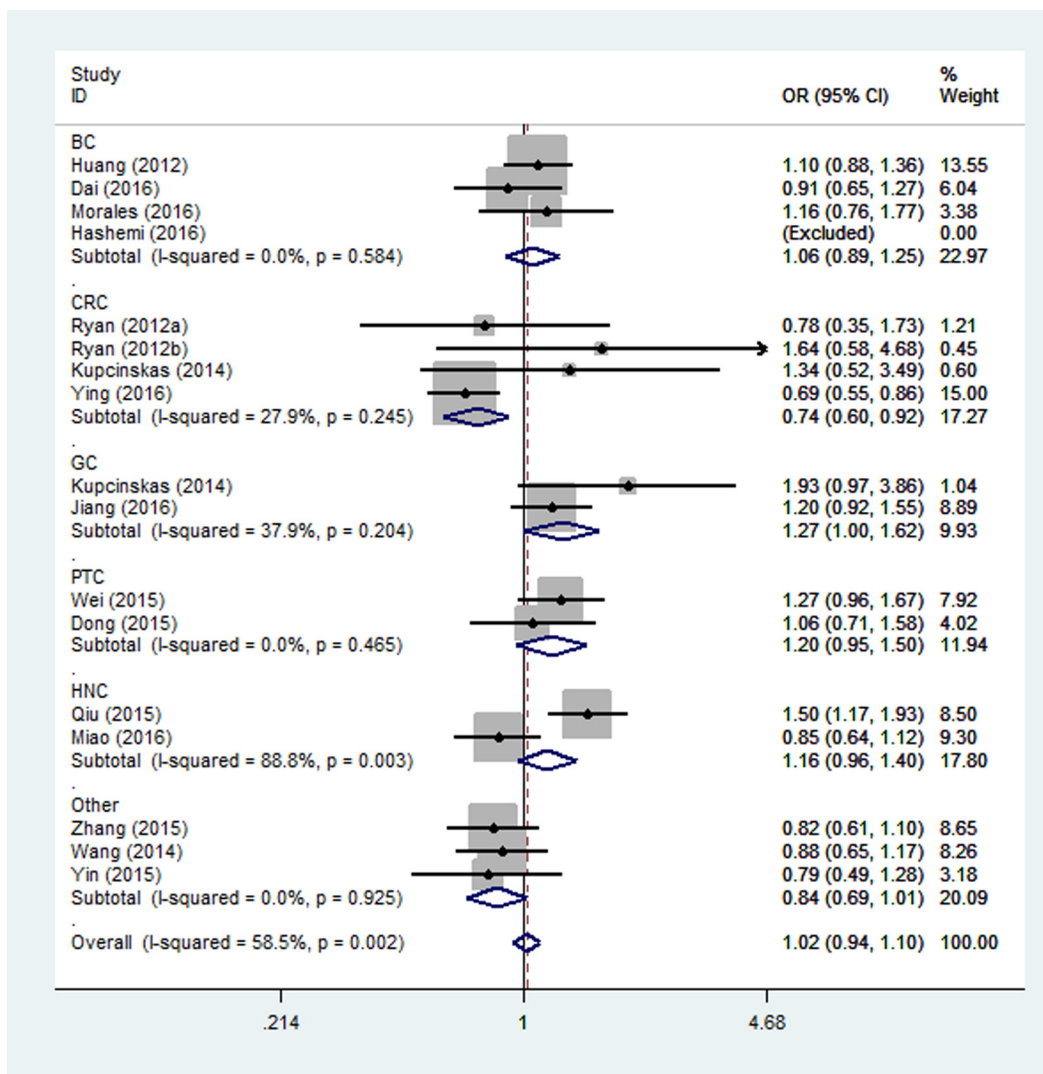 Study %
ID OR (95% CI) Weight
BC
Huang (2012) 1.10 (0.88, 1.36) 13.55
Dai (2016) 0.91 (0.65, 1.27) 6.04
Morales (2016) 1.16 (0.76, 1.77) 3.38
Hashemi (2016) (Excluded) 0.00
Subtotal (I-squared = 0.0%, p = 0.584) 1.06 (0.89, 1.25) 22.97
.
CRC
Ryan (2012a) 0.78 (0.35, 1.73) 1.21
Ryan (2012b) 1.64 (0.58, 4.68) 0.45
Kupcinskas (2014) 1.34 (0.52, 3.49) 0.60
Ying (2016) 0.69 (0.55, 0.86) 15.00
Subtotal (I-squared = 27.9%, p = 0.245) 0.74 (0.60, 0.92) 17.27
.
GC
Kupcinskas (2014) 1.93 (0.97, 3.86) 1.04
Jiang (2016) 1.20 (0.92, 1.55) 8.89
Subtotal (I-squared = 37.9%, p = 0.204) 1.27 (1.00, 1.62) 9.93
.
PTC
Wei (2015) 1.27 (0.96, 1.67) 7.92
Dong (2015) 1.06 (0.71, 1.58) 4.02
Subtotal (I-squared = 0.0%, p = 0.465) 1.20 (0.95, 1.50) 11.94
.
HNC
Qiu (2015) 1.50 (1.17, 1.93) 8.50
Miao (2016) 0.85 (0.64, 1.12) 9.30
Subtotal (I-squared = 88.8%, p = 0.003) 1.16 (0.96, 1.40) 17.80
.
Other
Zhang (2015) 0.82 (0.61, 1.10) 8.65
Wang (2014) 0.88 (0.65, 1.17) 8.26
Yin (2015) 0.79 (0.49, 1.28) 3.18
Subtotal (I-squared = 0.0%, p = 0.925) 0.84 (0.69, 1.01) 20.09
.
Overall (I-squared = 58.5%, p = 0.002) 1.02 (0.94, 1.10) 100.00
.214 1 4.68